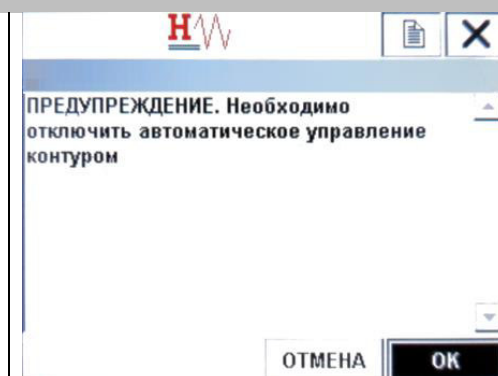 H
ПРЕДУПРЕЖДЕНИЕ. Необходимо
отключить автоматическое управление
контуром
ОТМЕНА
OK